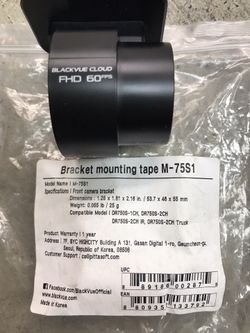 BLACKVUE CLOUD
FHD 60FPS
Bracket mounting tape M-75S1
Model Name | M-75S1
Specifications | Front camera bracket
Dimensions | 1.28 x 1.81 x 2.16 in. / 53.7 x 46 x 55 mm
Weight | 0.055 lb / 25 g
Compatible Model | DR750S-1CH, DR750S-2CH
DR750S-2CH IR, DR750S-2CH Truck
Product Warranty | 1 year
Address | 7F, BYC HIGHCITY Building A 131, Gasan Digital 1-ro, Geumcheon-gu,
Seoul, Republic of Korea, 08506
Customer | cs@pittasoft.com
Facebook.com/BlackVueOfficial
www.blackvue.com
Made in Korea
UPC
EAN